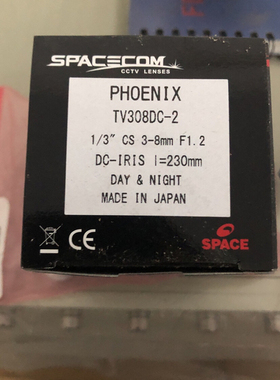 SPACECOM
CCTV LENSES
PHOENIX
TV308DC-2
1/3" CS 3-8mm F1.2
DC-IRIS l=230mm
DAY & NIGHT
MADE IN JAPAN
CE
SPACE